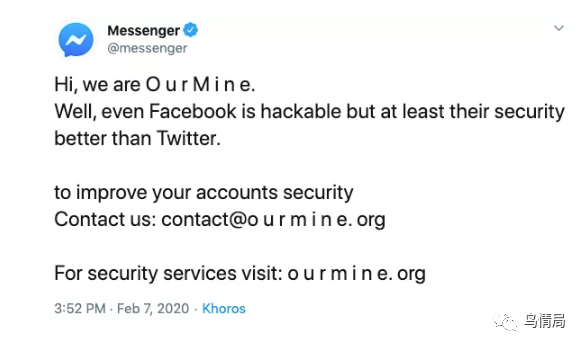 Messenger
@messenger
Hi, we are O u r M i n e.
Well, even Facebook is hackable but at least their security
better than Twitter.
to improve your accounts security
Contact us: contact@o u r m i n e. org
For security services visit: o u r m i n e. org
3:52 PM · Feb 7, 2020 · Khoros
鸟情局